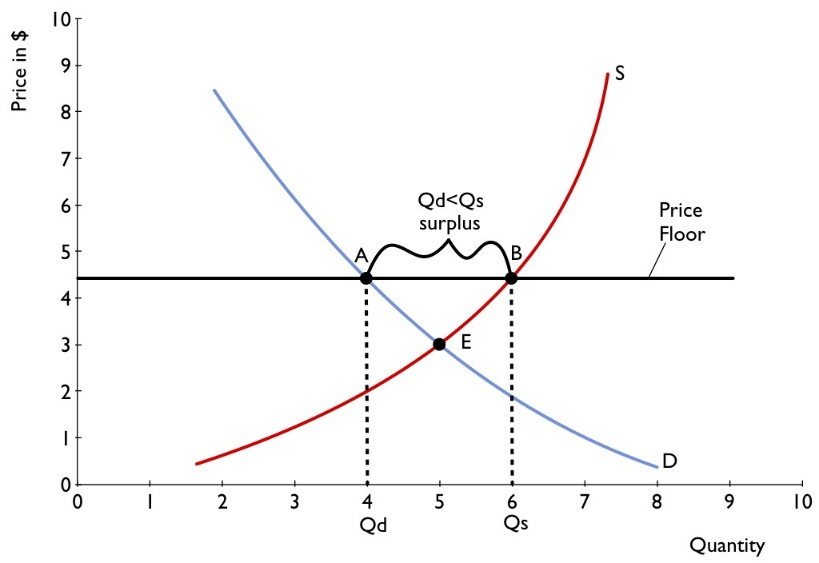 Price in $
10
9
8
7
6
5
4
3
2
1
0
S
Qd<Qs
surplus
Price
Floor
A
B
E
D
0 1 2 3 4 5 6 7 8 9 10
Qd Qs
Quantity